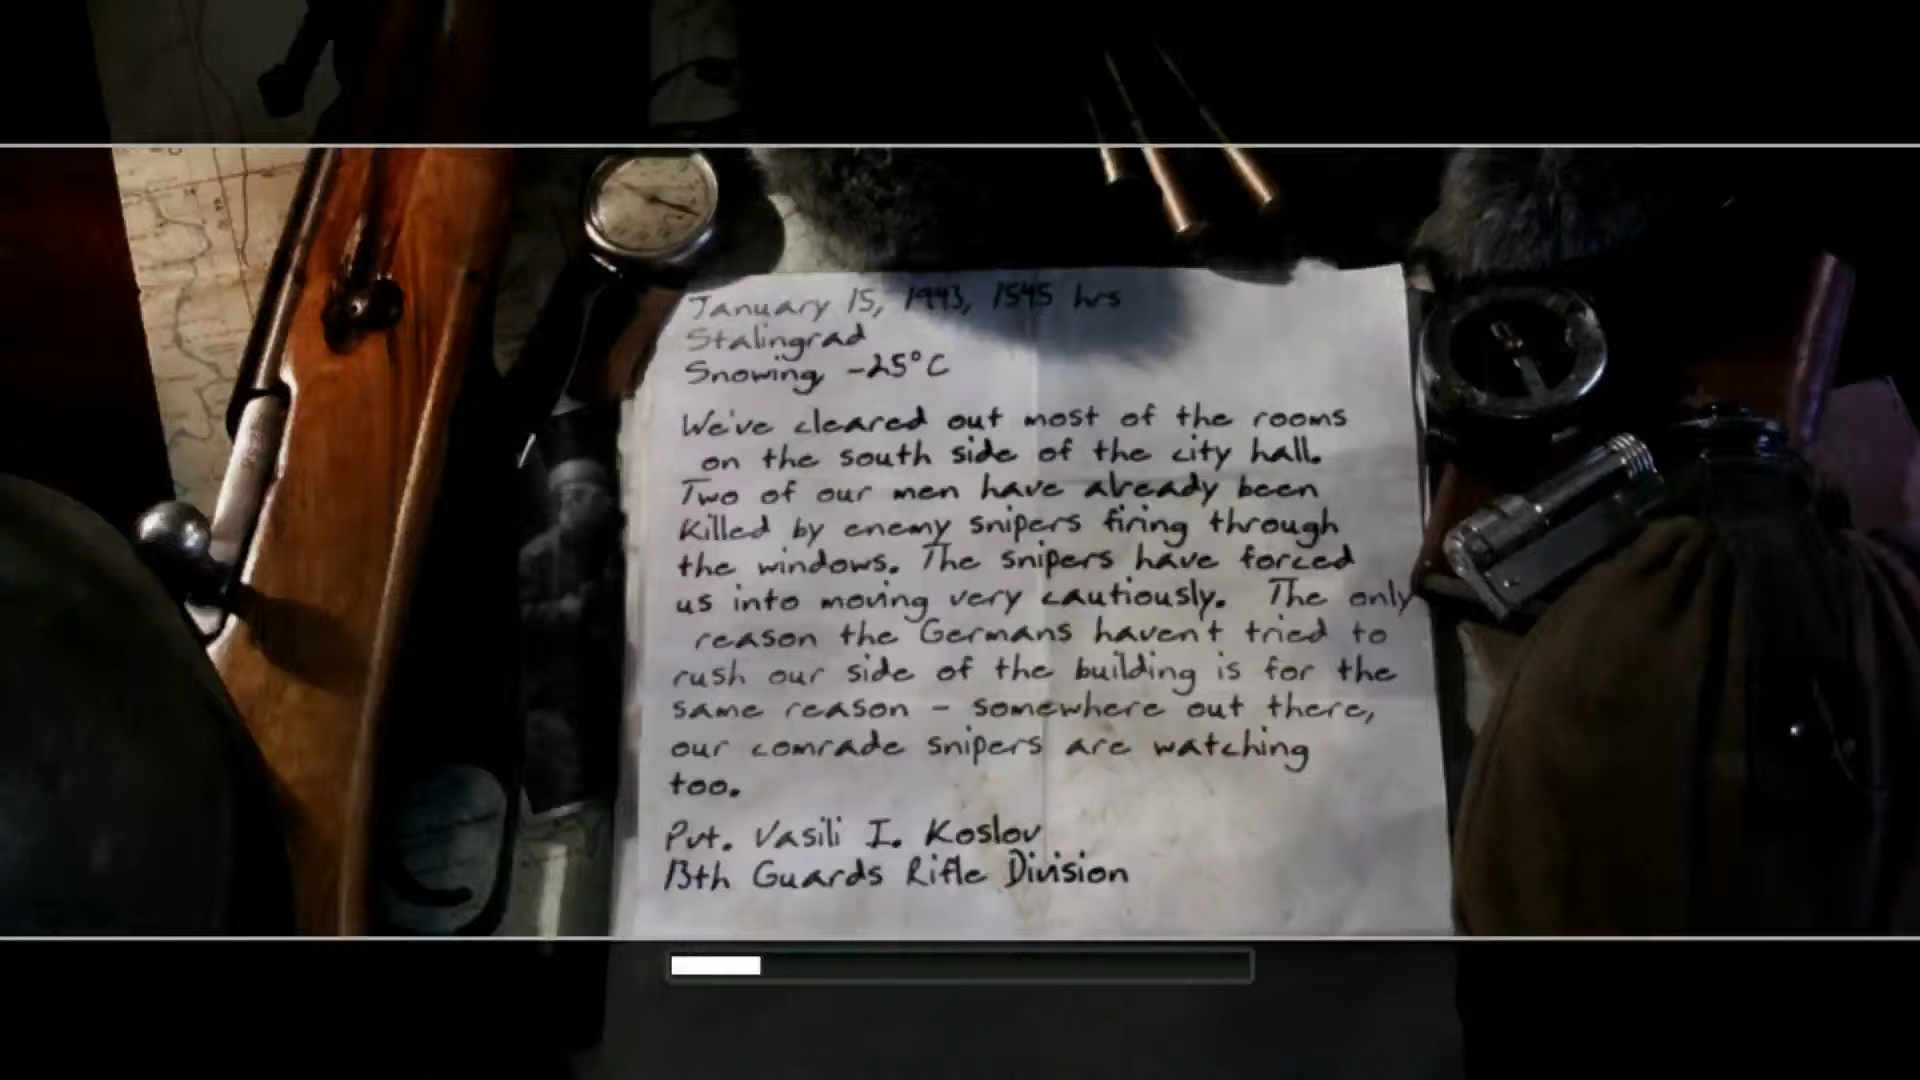 January 15, 1943, 1545 hrs
Stalingrad
Snowing -25°C
We've cleared out most of the rooms
on the south side of the city hall.
Two of our men have already been
killed by enemy snipers firing through
the windows. The snipers have forced
us into moving very cautiously. The only
reason the Germans haven't tried to
rush our side of the building is for the
same reason - somewhere out there,
our comrade snipers are watching
too.
Pvt. Vasili I. Koslov
13th Guards Rifle Division